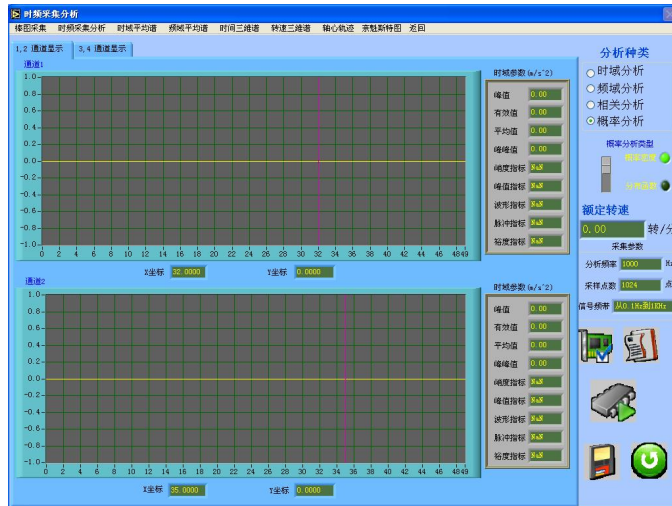 时频采集分析
棒图采集 时频采集分析 时域平均谱 频域平均谱 时间三维谱 转速三维谱 轴心轨迹 奈魁斯特图 返回
1,2 通道显示 3,4 通道显示
通道1
1.0
0.8
0.6
0.4
0.2
0.0
-0.2
-0.4
-0.6
-0.8
-1.0
0 2 4 6 8 10 12 14 16 18 20 22 24 26 28 30 32 34 36 38 40 42 44 46 4849
X坐标 32.0000 Y坐标 0.0000
时域参数(m/s^2)
峰值 0.00
有效值 0.00
平均值 0.00
峰峰值 0.00
峭度指标 NaN
峰值指标 NaN
波形指标 NaN
脉冲指标 NaN
裕度指标 NaN
通道2
1.0
0.8
0.6
0.4
0.2
0.0
-0.2
-0.4
-0.6
-0.8
-1.0
0 2 4 6 8 10 12 14 16 18 20 22 24 26 28 30 32 34 36 38 40 42 44 46 4849
X坐标 35.0000 Y坐标 0.0000
时域参数(m/s^2)
峰值 0.00
有效值 0.00
平均值 0.00
峰峰值 0.00
峭度指标 NaN
峰值指标 NaN
波形指标 NaN
脉冲指标 NaN
裕度指标 NaN
分析种类
时域分析
频域分析
相关分析
概率分析
概率分析类型
概率密度
分布函数
额定转速
0.00 转/分
采集参数
分析频率 1000 Hz
采样点数 1024 点
信号频带 从0.1Hz到1KHz